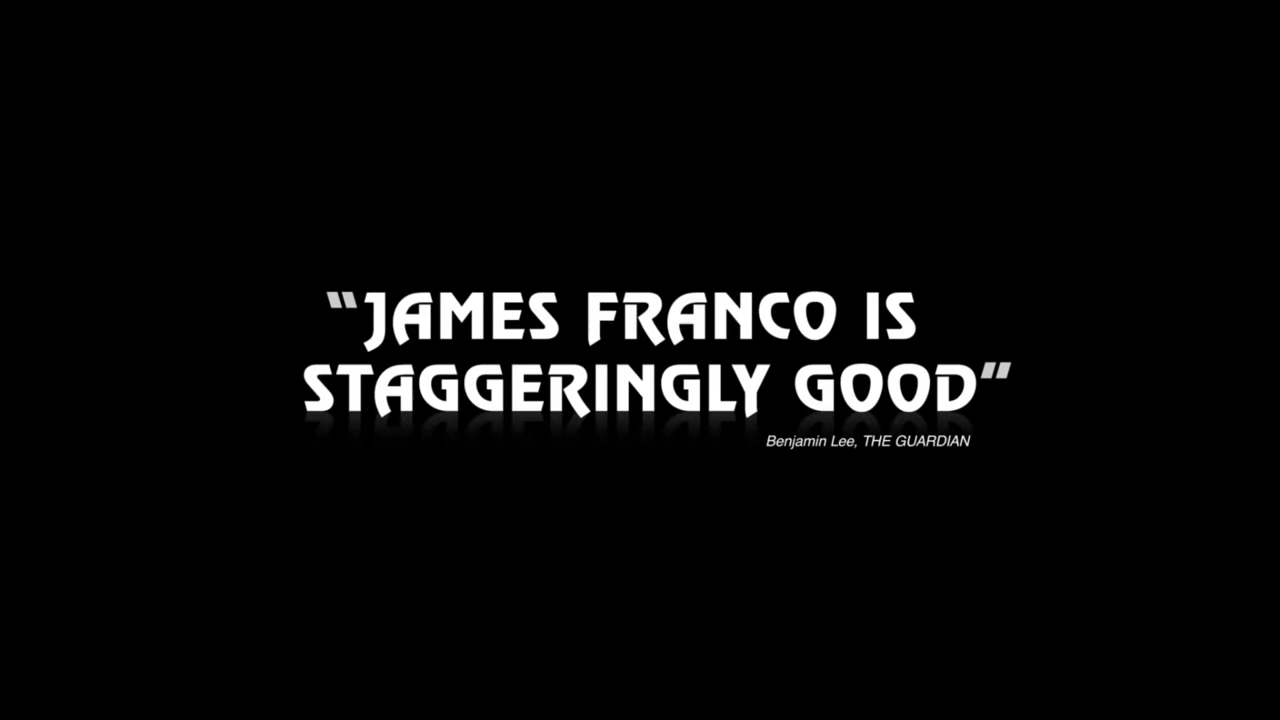 "JAMES FRANCO IS
STAGGERINGLY GOOD"
Benjamin Lee, THE GUARDIAN